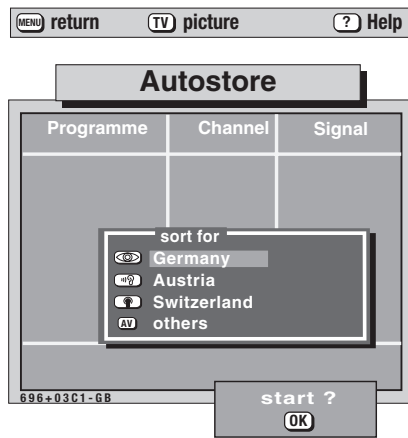 MENU return TV picture ? Help
Autostore
Programme Channel Signal
sort for
Germany
Austria
Switzerland
AV others
696+03C1-GB
start ?
OK